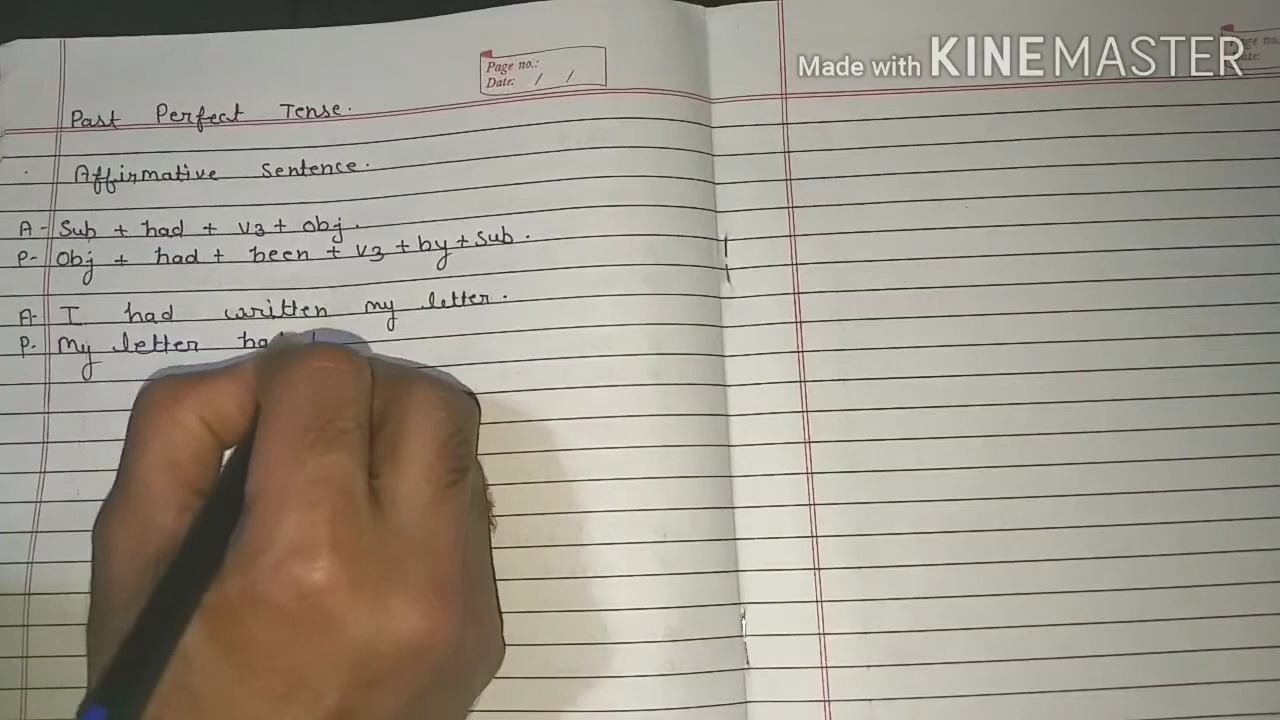 Made with KINEMASTER
Page no.:
Date: / /
Past Perfect Tense.
Affirmative Sentence.
A- Sub + had + V3 + Obj.
P- Obj + had + been + V3 + by + Sub.
A- I had written my letter.
P. My letter